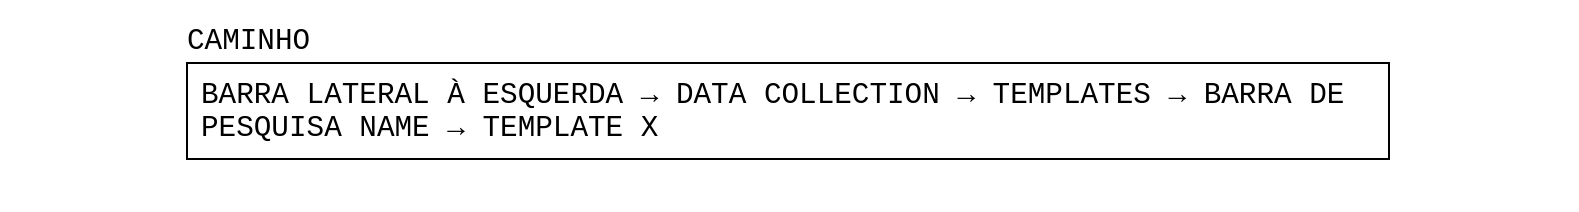 CAMINHO
BARRA LATERAL À ESQUERDA → DATA COLLECTION → TEMPLATES → BARRA DE
PESQUISA NAME → TEMPLATE X